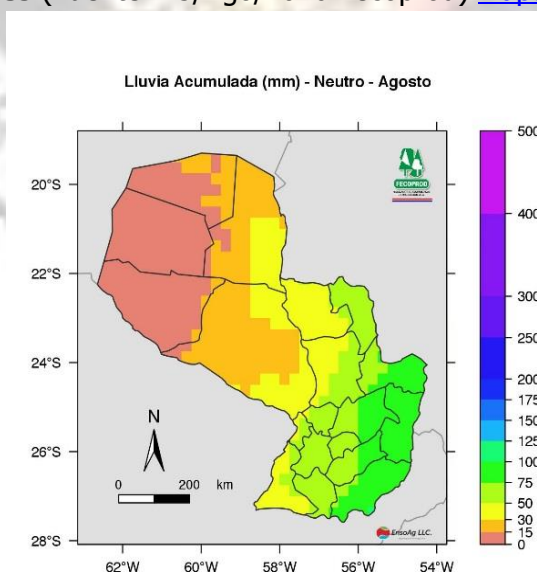 Lluvia Acumulada (mm) - Neutro - Agosto
20°S
22°S
24°S
26°S
28°S
62°W
60°W
58°W
56°W
54°W
N
0 200 km
FECOPROD
EnsoAg LLC.
500
400
300
250
200
175
150
125
100
75
50
30
15
0